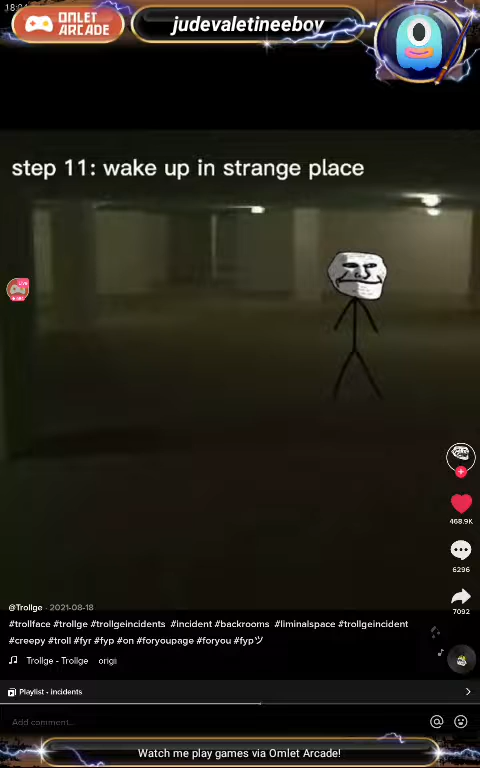 18:04
OMLET
ARCADE
judevaletineeboy
step 11: wake up in strange place
468.9K
6296
7092
@Trollge · 2021-08-18
#trollface #trollge #trollgeincidents #incident #backrooms #liminalspace #trollgeincident
#creepy #troll #fyr #fyp #on #foryoupage #foryou #fypツ
Trollge - Trollge origi
Playlist · incidents
Add comment...
Watch me play games via Omlet Arcade!